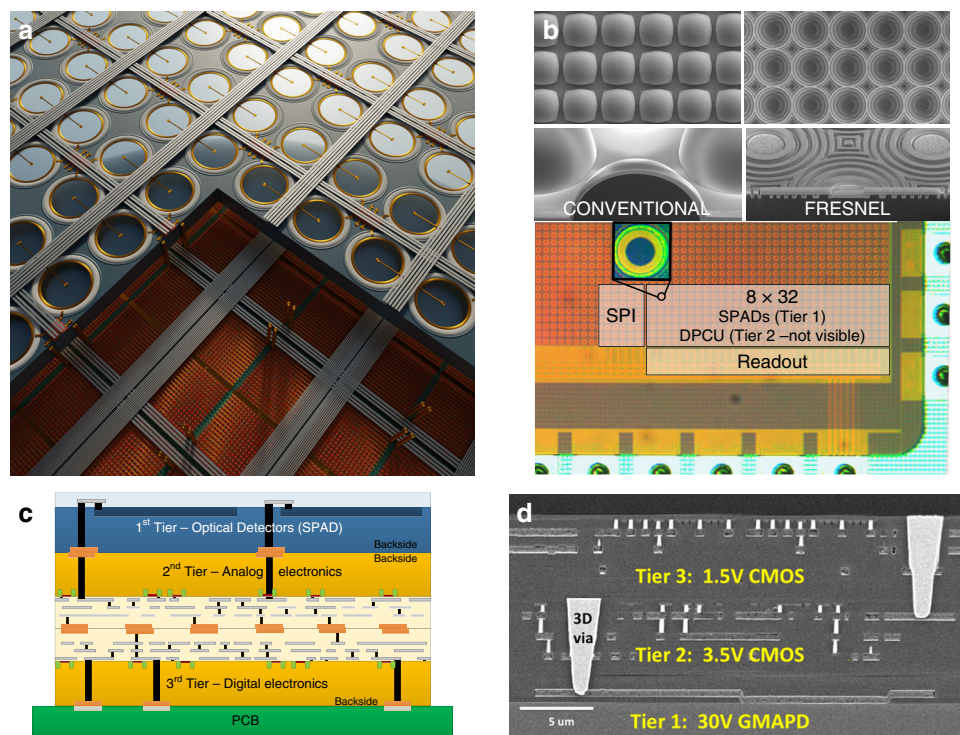 a
b
CONVENTIONAL
FRESNEL
SPI
8 × 32
SPADs (Tier 1)
DPCU (Tier 2 –not visible)
Readout
c
1st Tier – Optical Detectors (SPAD)
Backside
Backside
2nd Tier – Analog electronics
3rd Tier – Digital electronics
Backside
PCB
d
Tier 3: 1.5V CMOS
3D
via
Tier 2: 3.5V CMOS
5 um
Tier 1: 30V GMAPD